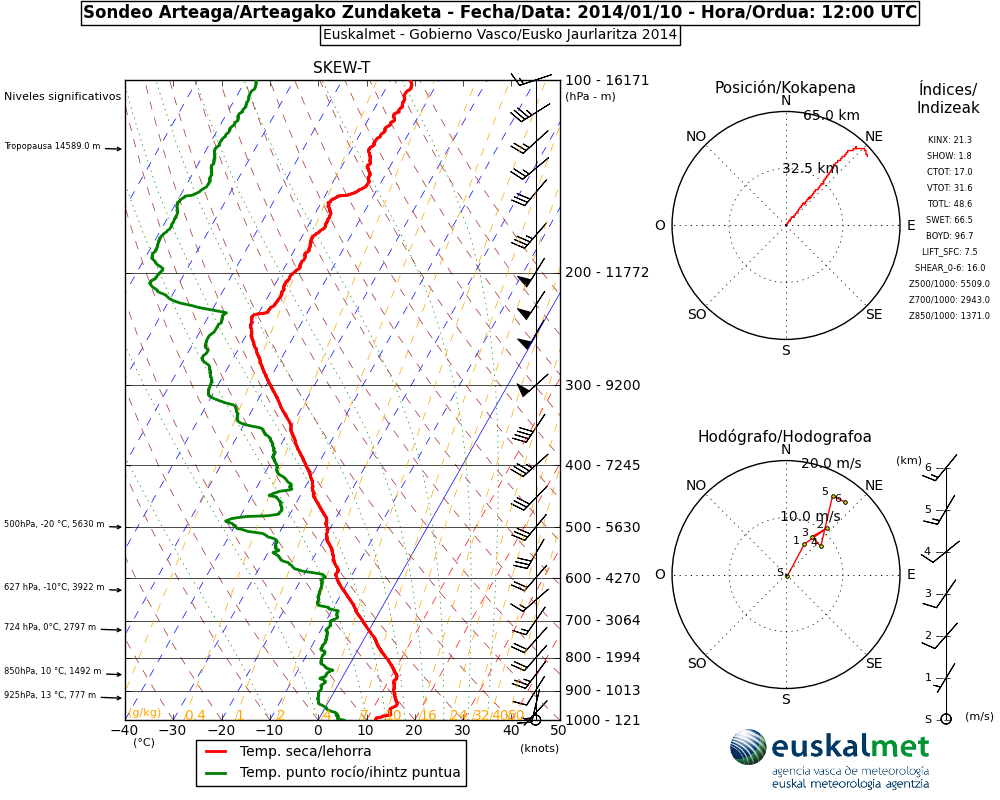 Sondeo Arteaga/Arteagako Zundaketa - Fecha/Data: 2014/01/10 - Hora/Ordua: 12:00 UTC
Euskalmet - Gobierno Vasco/Eusko Jaurlaritza 2014
SKEW-T
Niveles significativos
Tropopausa 14589.0 m
500hPa, -20 °C, 5630 m
627 hPa, -10°C, 3922 m
724 hPa, 0°C, 2797 m
850hPa, 10 °C, 1492 m
925hPa, 13 °C, 777 m
100 - 16171
(hPa - m)
200 - 11772
300 - 9200
400 - 7245
500 - 5630
600 - 4270
700 - 3064
800 - 1994
900 - 1013
1000 - 121
(g/kg) 0.4 1 2 4 7 10 16 24 32 40 50
−40 −30 −20 −10 0 10 20 30 40 50
(°C)
(knots)
Temp. seca/lehorra
Temp. punto rocío/ihintz puntua
Posición/Kokapena
N
65.0 km
NO
NE
32.5 km
O
E
SO
SE
S
Índices/
Indizeak
KINX: 21.3
SHOW: 1.8
CTOT: 17.0
VTOT: 31.6
TOTL: 48.6
SWET: 66.5
BOYD: 96.7
LIFT_SFC: 7.5
SHEAR_0-6: 16.0
Z500/1000: 5509.0
Z700/1000: 2943.0
Z850/1000: 1371.0
Hodógrafo/Hodografoa
N
20.0 m/s
NO
NE
5
6
10.0 m/s
2
3
1
4
S
O
E
SO
SE
S
(km)
6
5
4
3
2
1
S
(m/s)
euskalmet
agencia vasca de meteorología
euskal meteorologia agentzia